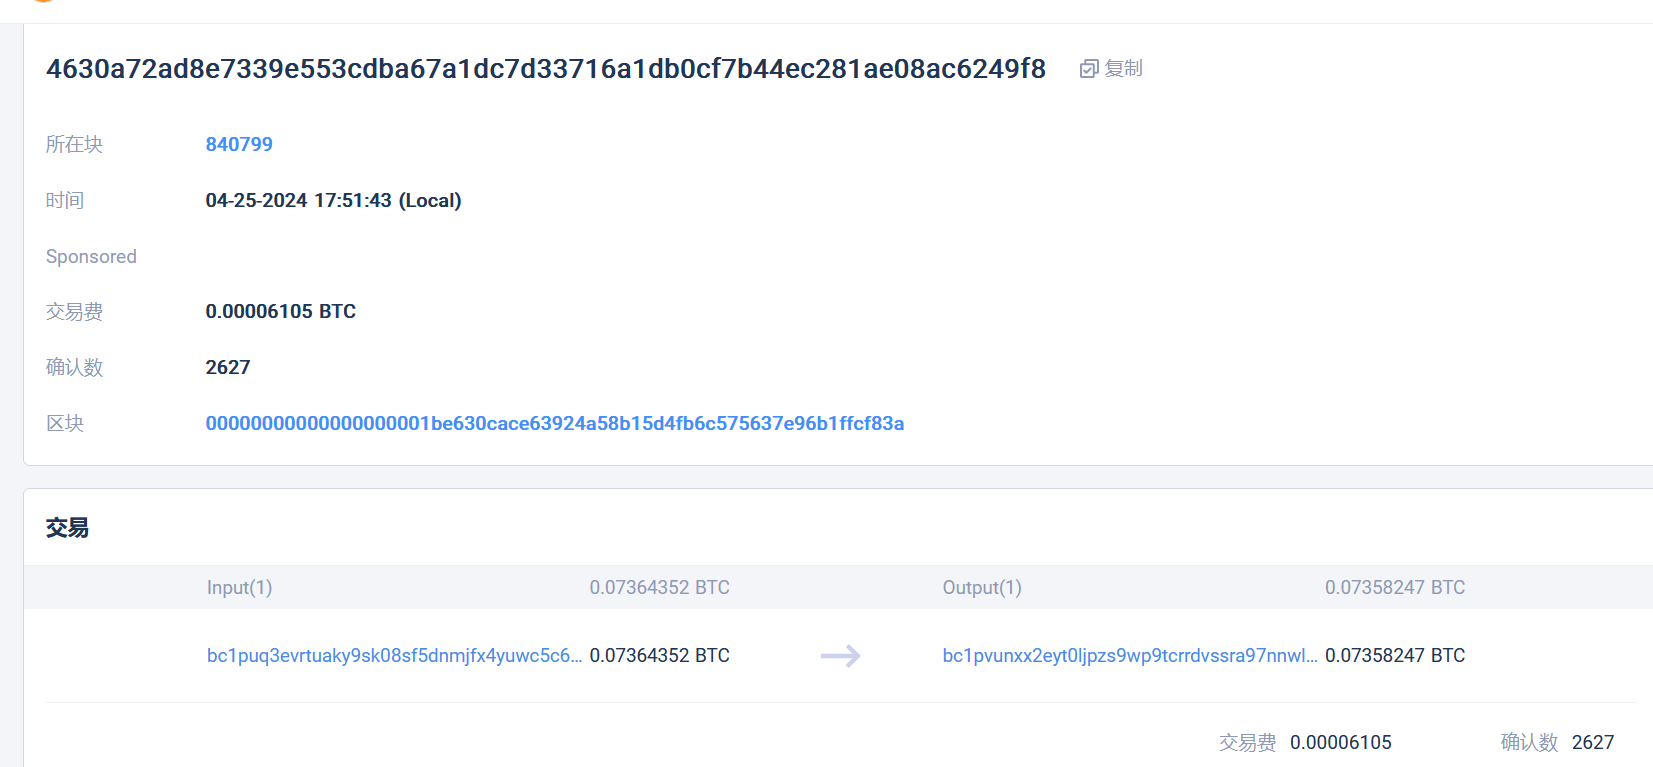 4630a72ad8e7339e553cdba67a1dc7d33716a1db0cf7b44ec281ae08ac6249f8 复制
所在块 840799
时间 04-25-2024 17:51:43 (Local)
Sponsored
交易费 0.00006105 BTC
确认数 2627
区块 00000000000000000001be630cace63924a58b15d4fb6c575637e96b1ffcf83a
交易
Input(1) 0.07364352 BTC Output(1) 0.07358247 BTC
bc1puq3evrtuaky9sk08sf5dnmjfx4yuwc5c6... 0.07364352 BTC bc1pvunxx2eyt0ljpzs9wp9tcrrdvssra97nnwl... 0.07358247 BTC
交易费 0.00006105 确认数 2627